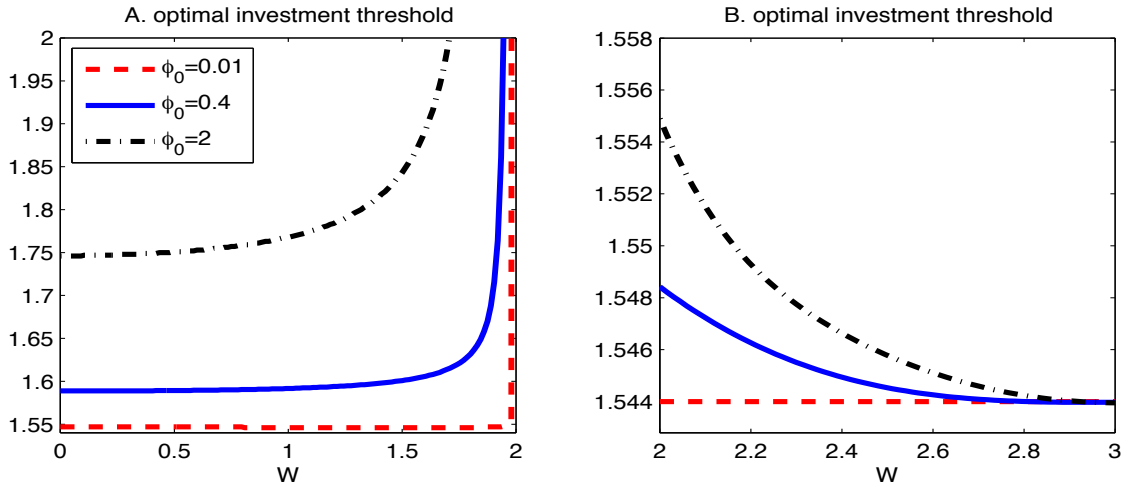 A. optimal investment threshold
2
1.95
1.9
1.85
1.8
1.75
1.7
1.65
1.6
1.55
0 0.5 1 1.5 2
W
ϕ0=0.01
ϕ0=0.4
ϕ0=2
B. optimal investment threshold
1.558
1.556
1.554
1.552
1.55
1.548
1.546
1.544
2 2.2 2.4 2.6 2.8 3
W